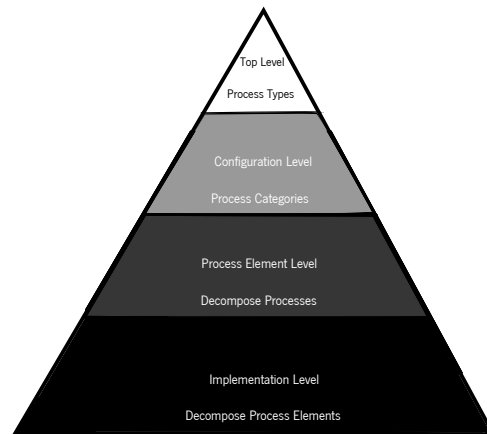 Top Level
Process Types
Configuration Level
Process Categories
Process Element Level
Decompose Processes
Implementation Level
Decompose Process Elements